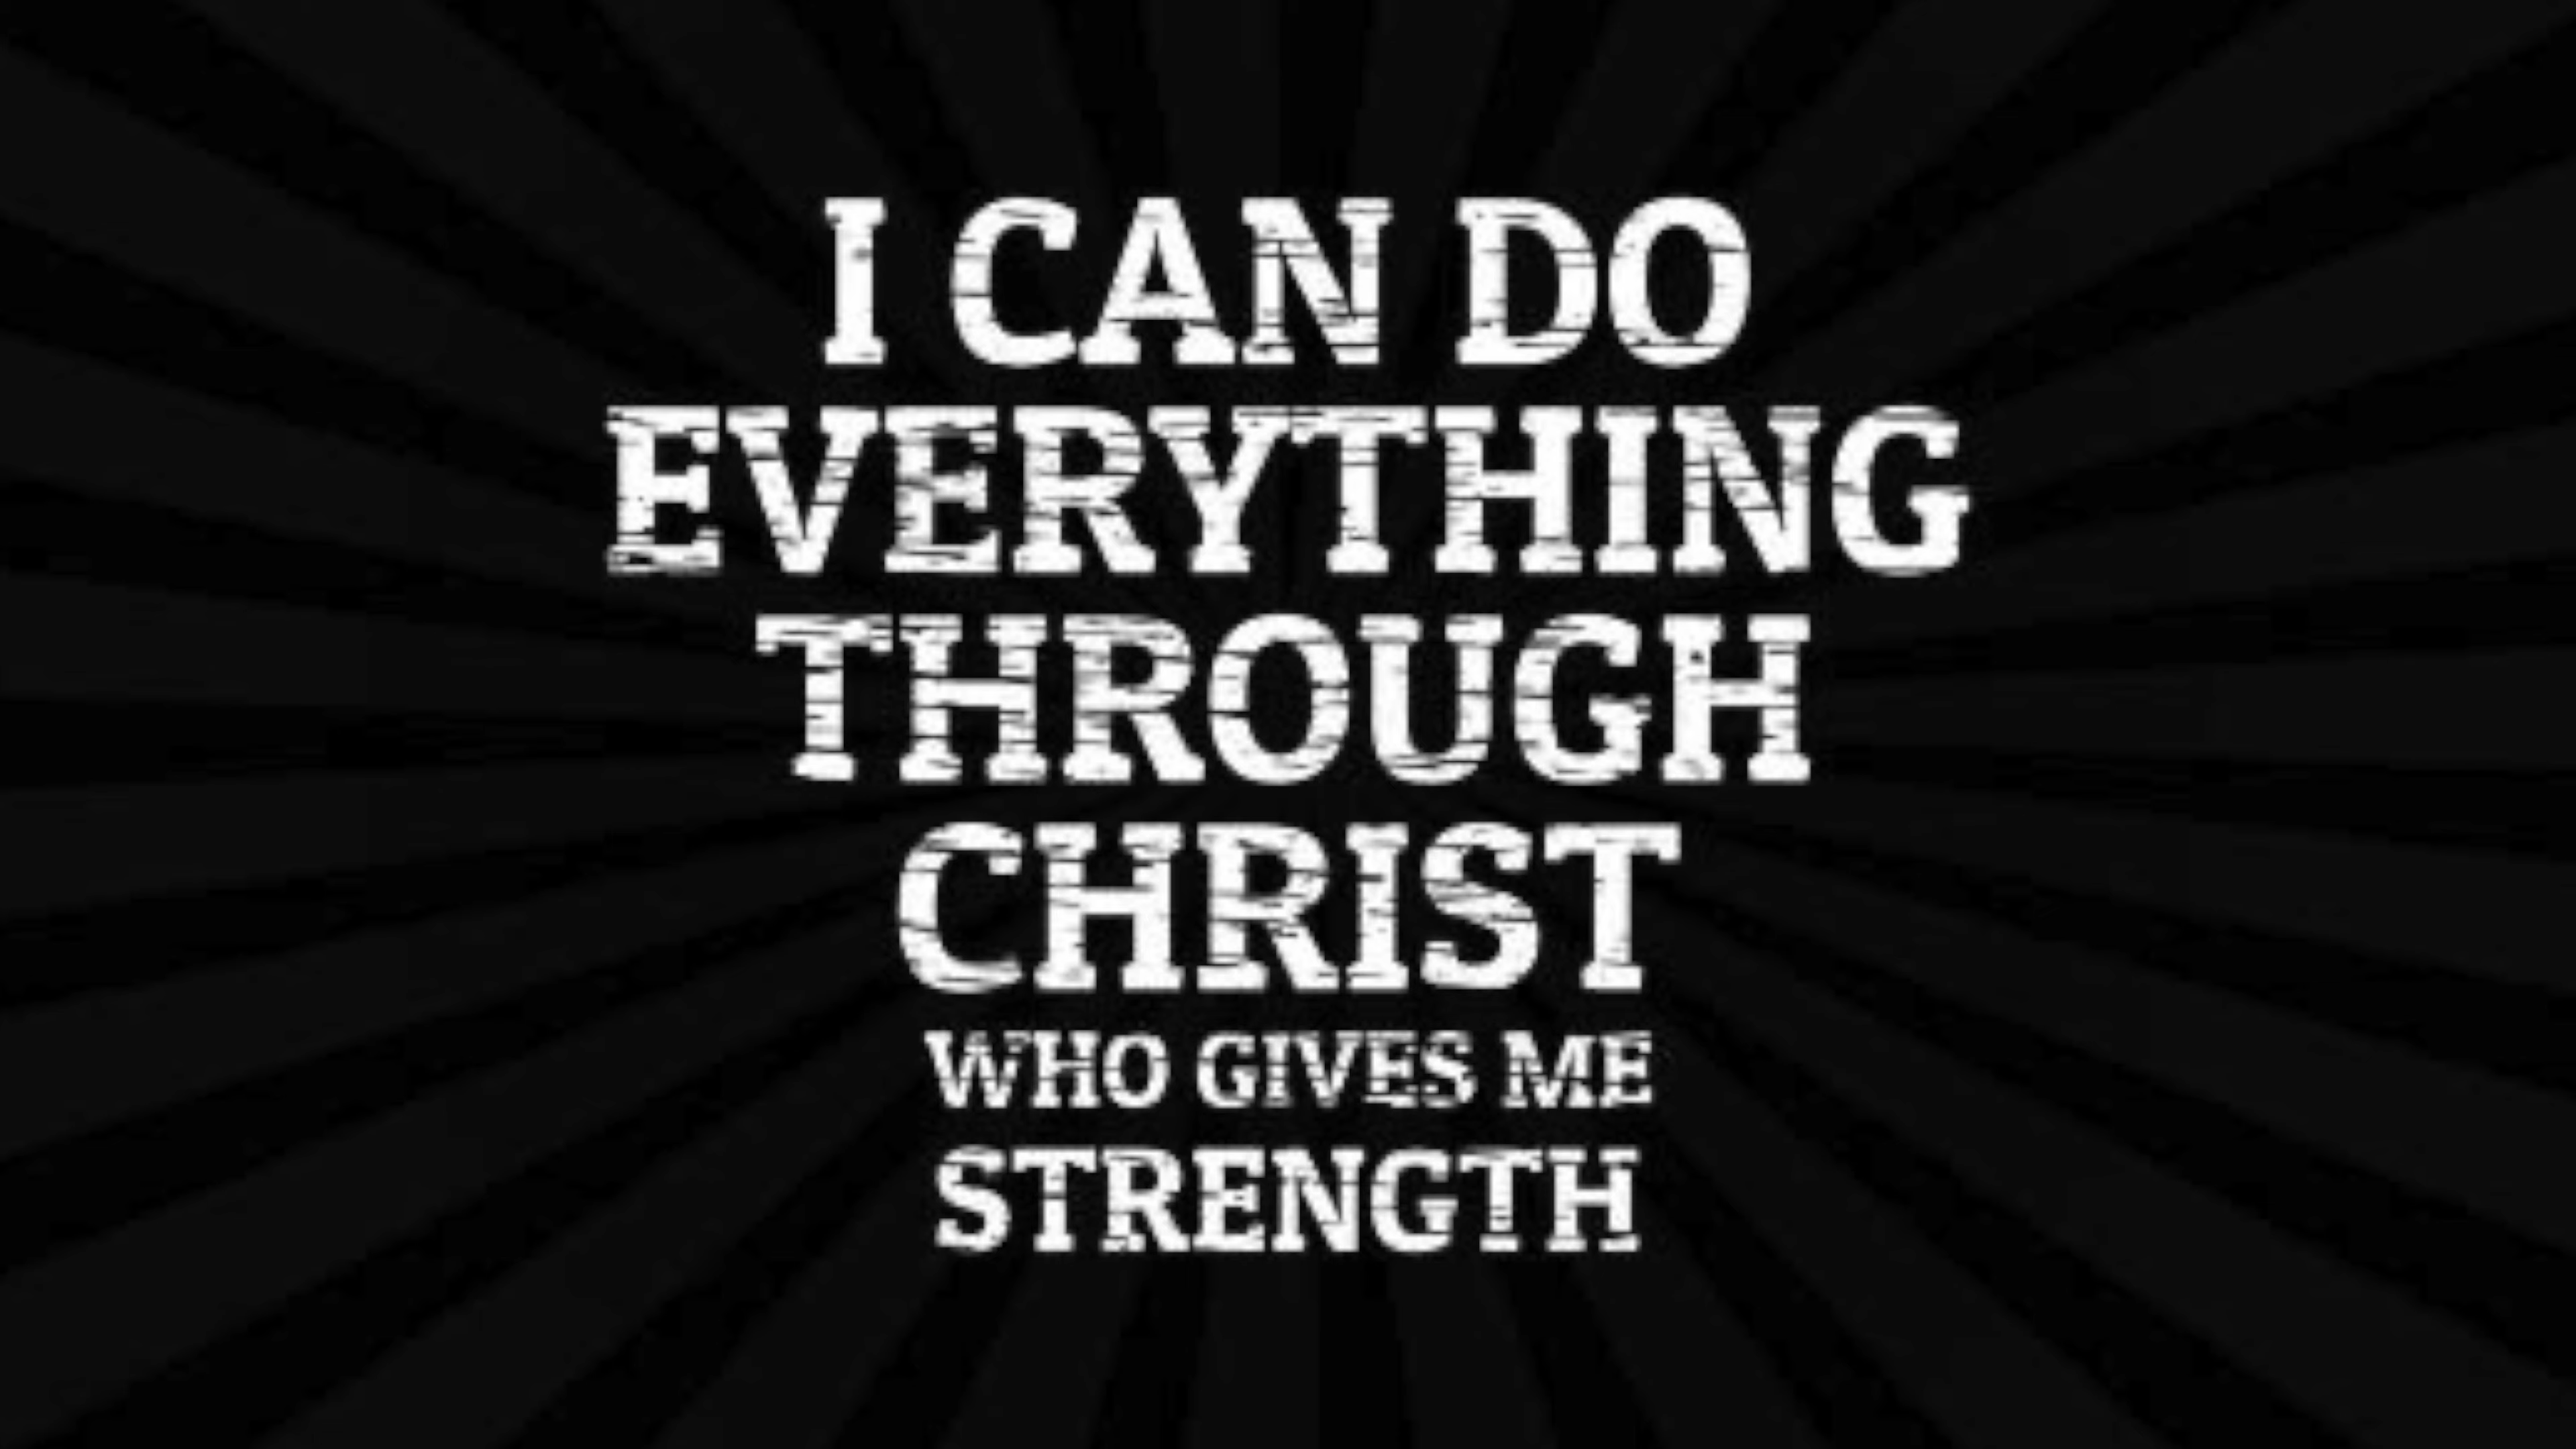 I CAN DO
EVERYTHING
THROUGH
CHRIST
WHO GIVES ME
STRENGTH